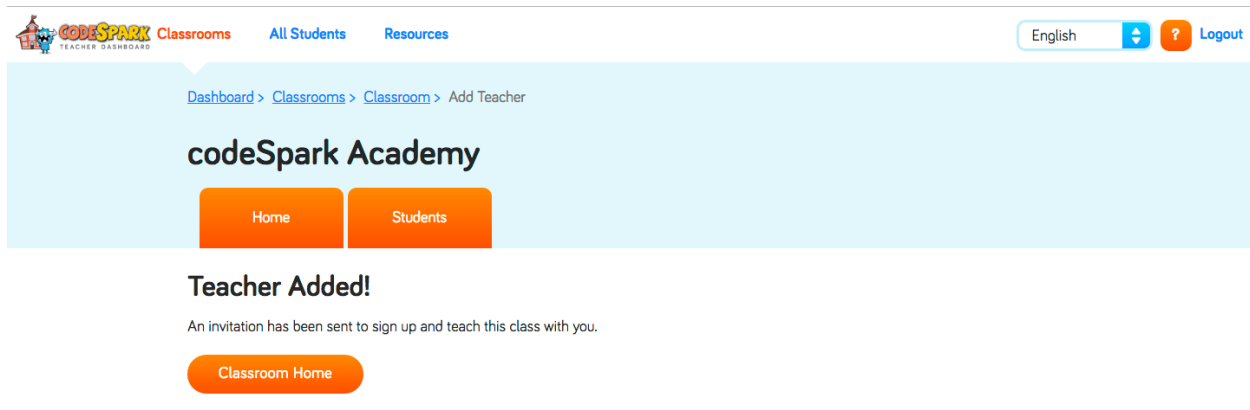 CODESPARK Classrooms All Students Resources English ? Logout
TEACHER DASHBOARD
Dashboard > Classrooms > Classroom > Add Teacher
codeSpark Academy
Home Students
Teacher Added!
An invitation has been sent to sign up and teach this class with you.
Classroom Home